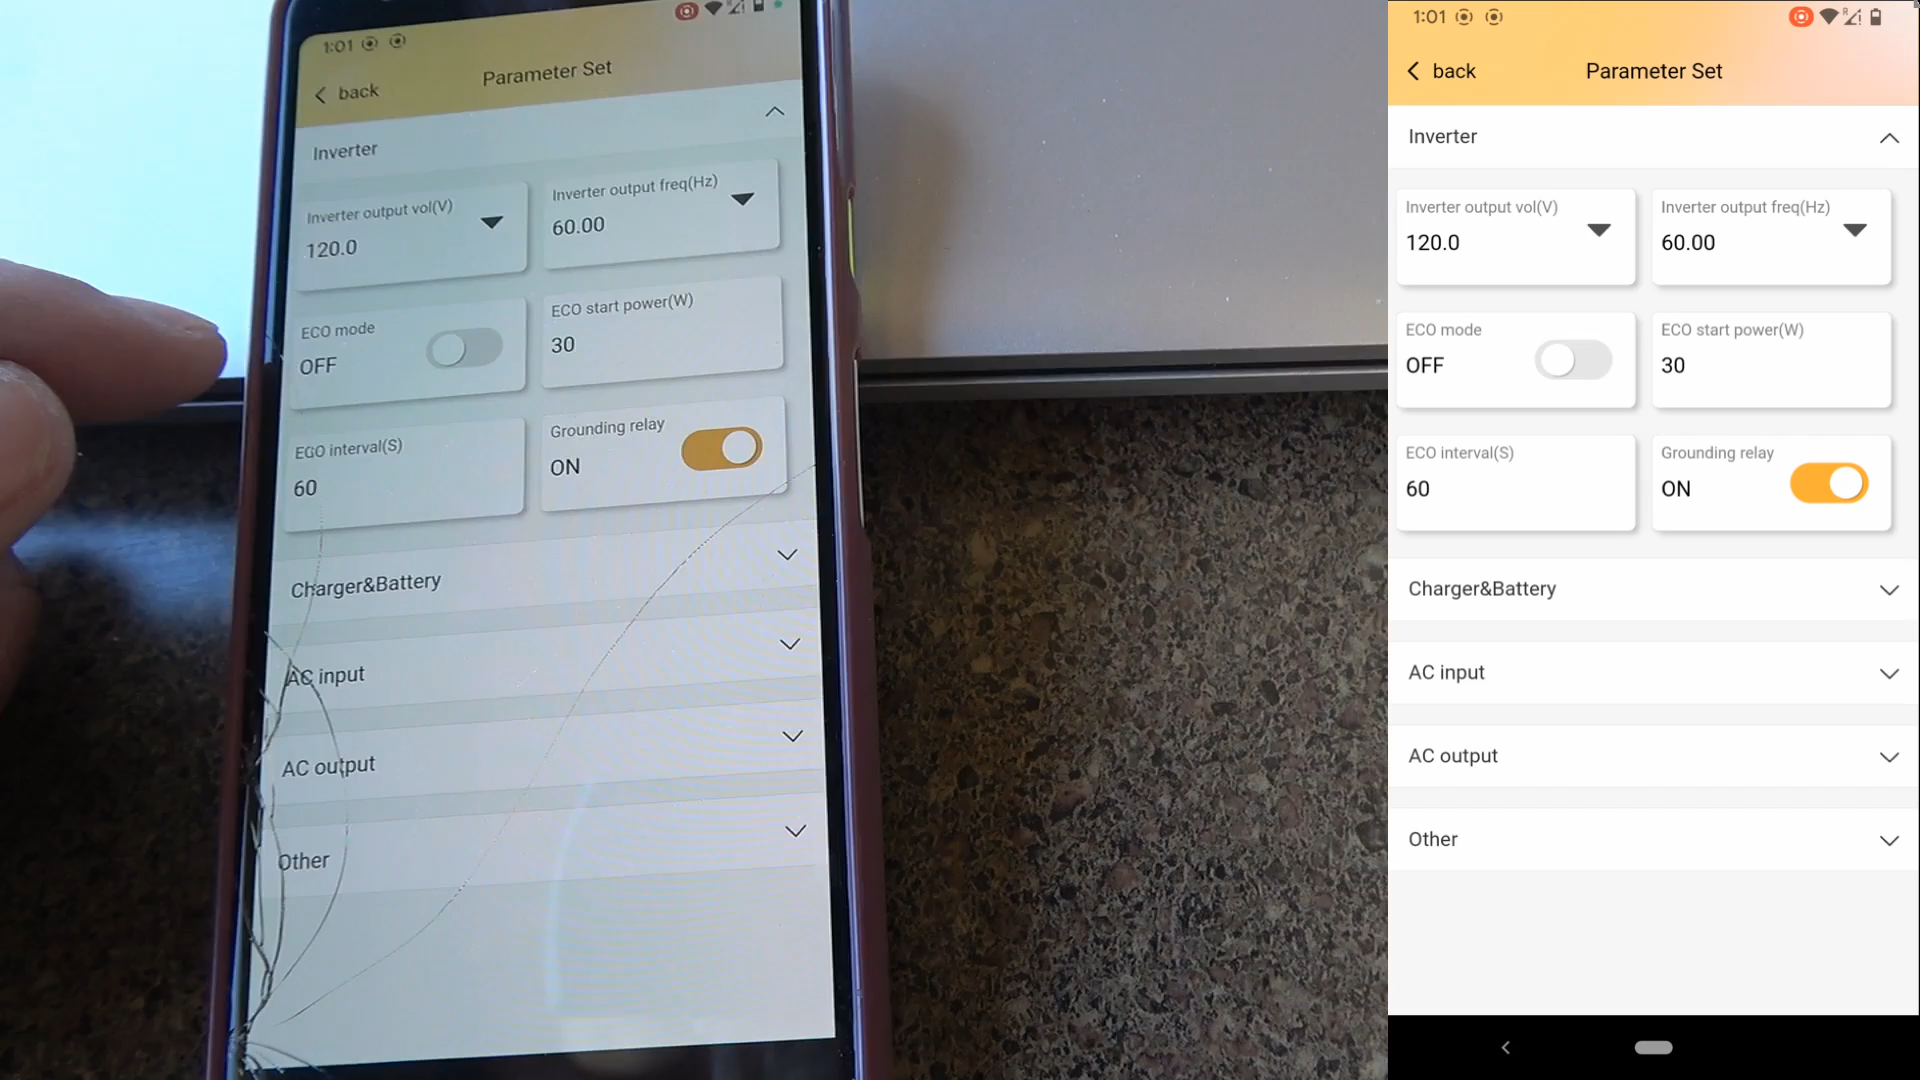 1:01
back
Parameter Set
Inverter
Inverter output vol(V)
120.0
Inverter output freq(Hz)
60.00
ECO mode
OFF
ECO start power(W)
30
ECO interval(S)
60
Grounding relay
ON
Charger&Battery
AC input
AC output
Other
1:01
R
back
Parameter Set
Inverter
Inverter output vol(V)
120.0
Inverter output freq(Hz)
60.00
ECO mode
OFF
ECO start power(W)
30
ECO interval(S)
60
Grounding relay
ON
Charger&Battery
AC input
AC output
Other